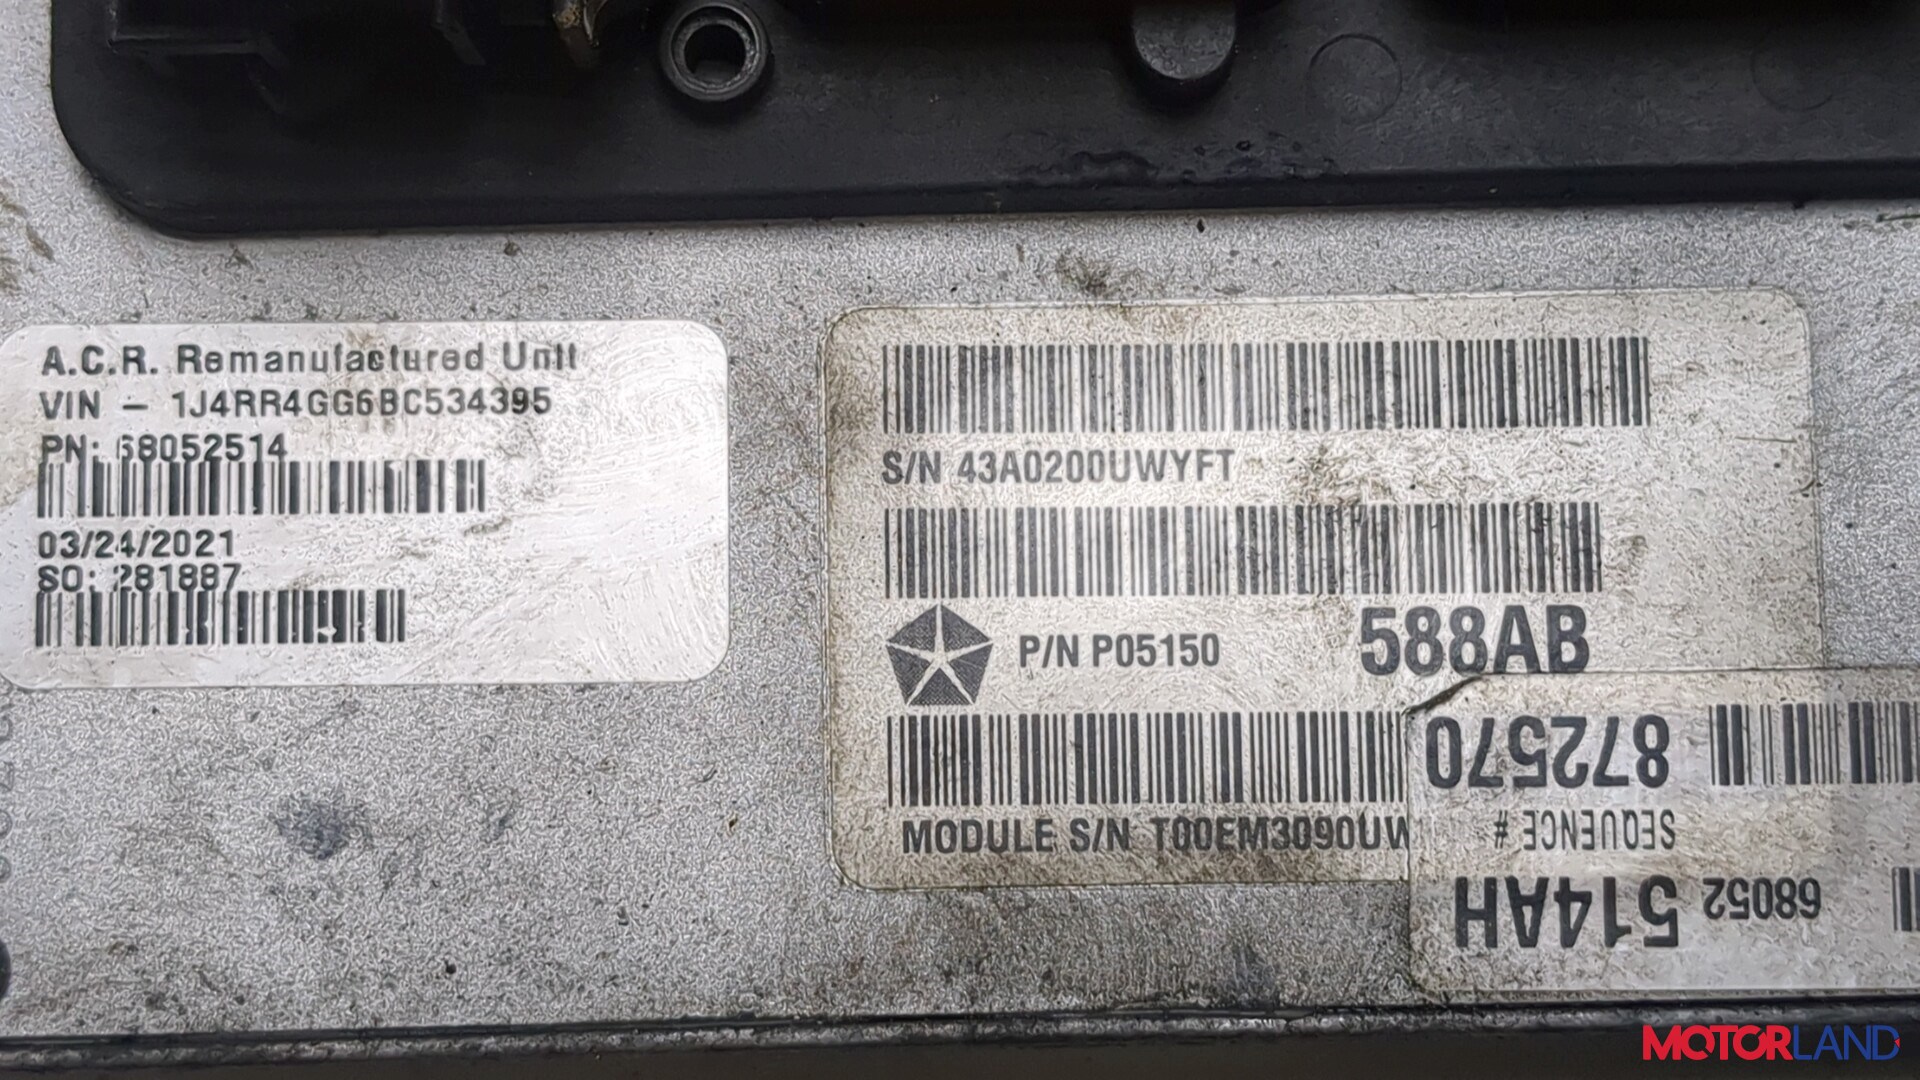 A.C.R. Remanufactured Unit
VIN - 1J4RR4GG6BC534395
PN: 68052514
03/24/2021
SO: 281887
S/N 43A0200UWYFT
P/N P05150 588AB
MODULE S/N T00EM3090UW
68052 514AH
SEQUENCE #
872570
MOTORLAND